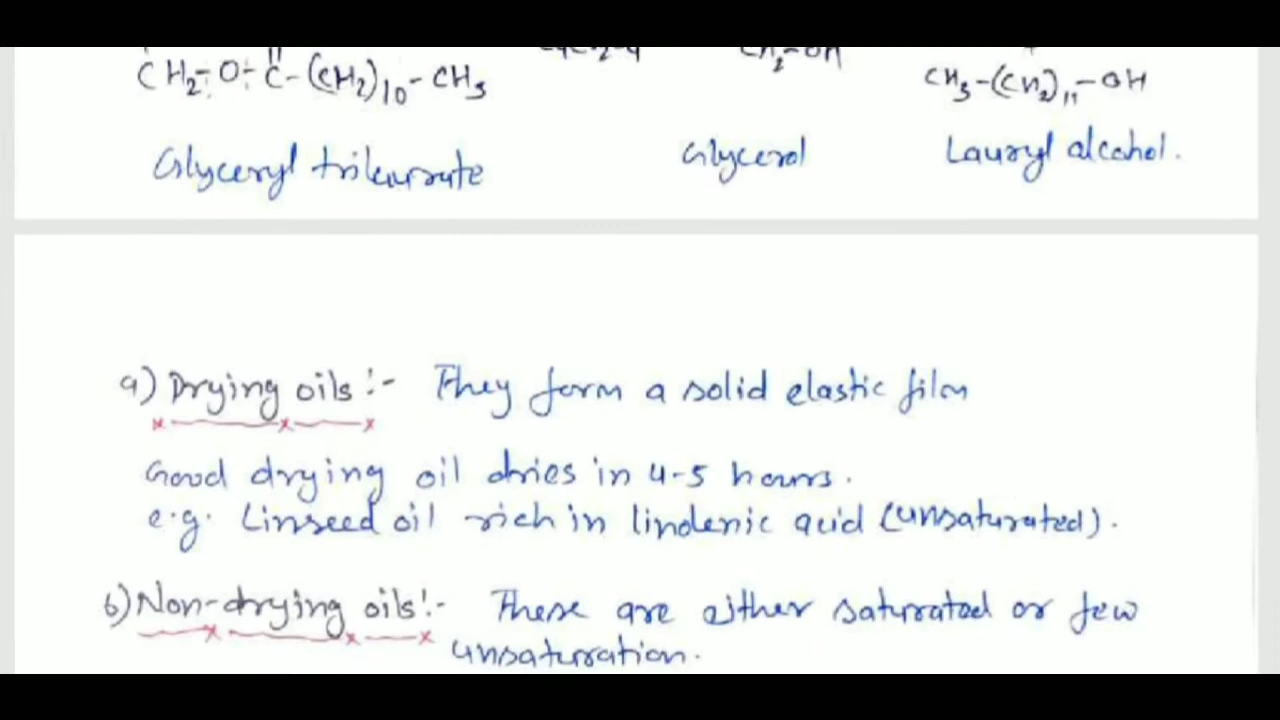 CH₂-O-C-(CH₂)₁₀-CH₃
CH₂-OH
CH₃-(CH₂)₁₁-OH
Glyceryl trilaurate
Glycerol
Lauryl alcohol.
a) Drying oils:- They form a solid elastic film
Good drying oil dries in 4-5 hours.
e.g. Linseed oil rich in linolenic acid (unsaturated).
b) Non-drying oils:- These are either saturated or few
unsaturation.